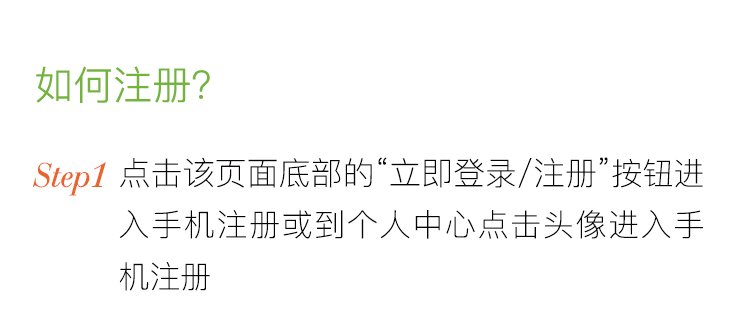 如何注册？
Step1 点击该页面底部的“立即登录/注册”按钮进
入手机注册或到个人中心点击头像进入手
机注册